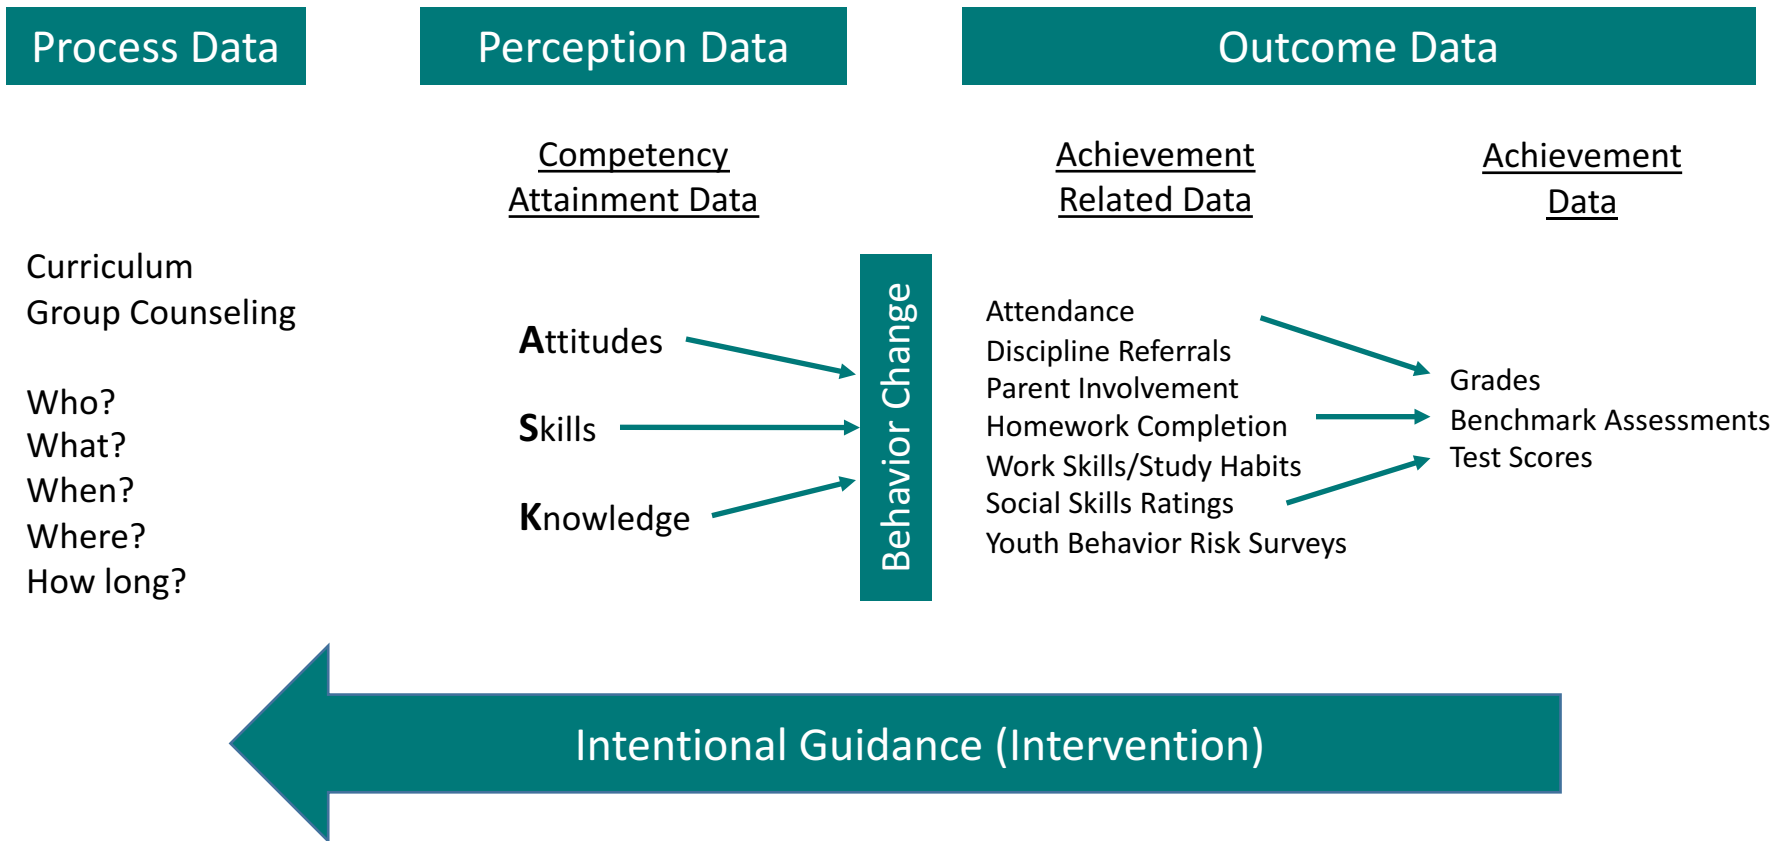 Process Data
Perception Data
Outcome Data
Competency
Attainment Data
Achievement
Related Data
Achievement
Data
Curriculum
Group Counseling
Who?
What?
When?
Where?
How long?
Attitudes
Skills
Knowledge
Behavior Change
Attendance
Discipline Referrals
Parent Involvement
Homework Completion
Work Skills/Study Habits
Social Skills Ratings
Youth Behavior Risk Surveys
Grades
Benchmark Assessments
Test Scores
Intentional Guidance (Intervention)